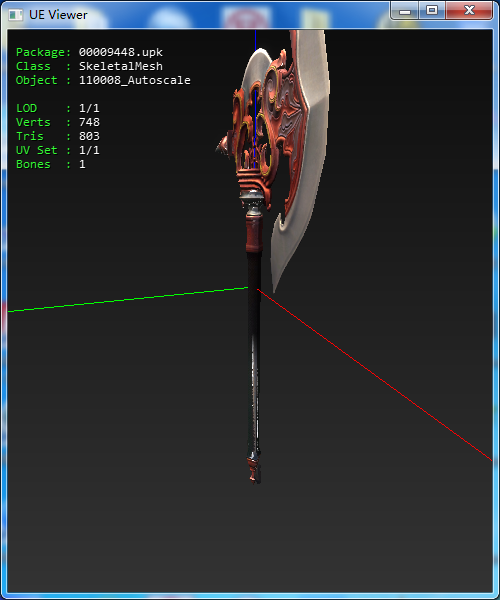 UE Viewer
Package: 00009448.upk
Class : SkeletalMesh
Object : 110008_Autoscale
LOD : 1/1
Verts : 748
Tris : 803
UV Set : 1/1
Bones : 1